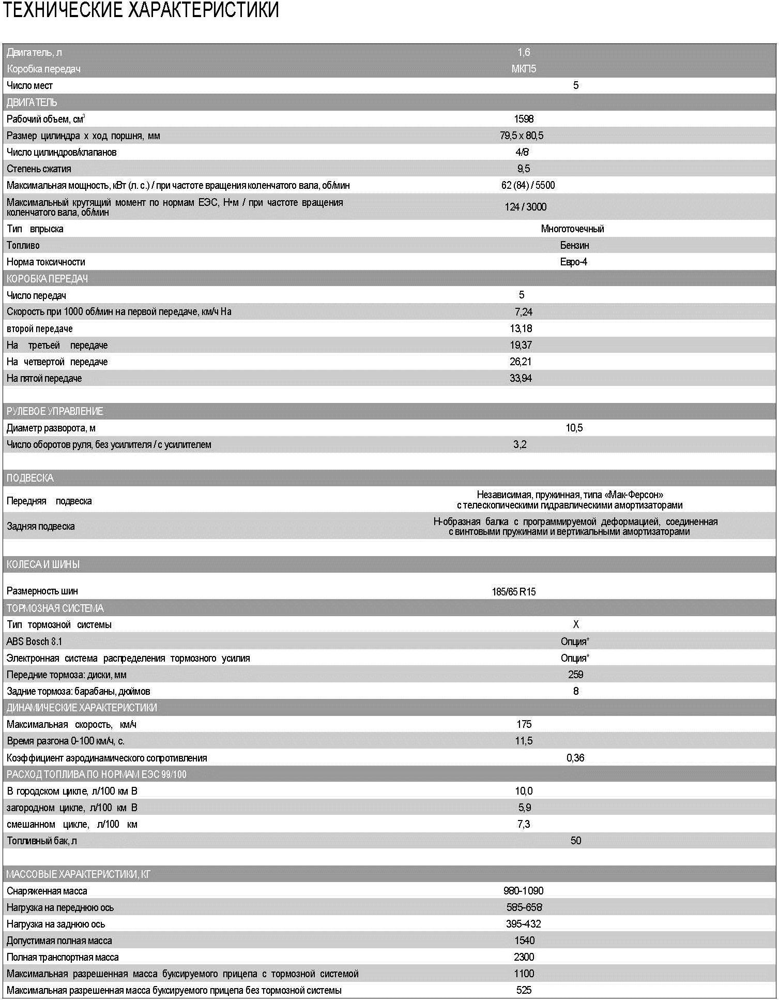 ТЕХНИЧЕСКИЕ ХАРАКТЕРИСТИКИ
Двигатель, л 1,6
Коробка передач МКП5
Число мест 5
ДВИГАТЕЛЬ
Рабочий объем, см³ 1598
Размер цилиндра х ход поршня, мм 79,5 x 80,5
Число цилиндров/клапанов 4/8
Степень сжатия 9,5
Максимальная мощность, кВт (л. с.) / при частоте вращения коленчатого вала, об/мин 62 (84) / 5500
Максимальный крутящий момент по нормам ЕЭС, Н•м / при частоте вращения
коленчатого вала, об/мин 124 / 3000
Тип впрыска Многоточечный
Топливо Бензин
Норма токсичности Евро-4
КОРОБКА ПЕРЕДАЧ
Число передач 5
Скорость при 1000 об/мин на первой передаче, км/ч На 7,24
второй передаче 13,18
На третьей передаче 19,37
На четвертой передаче 26,21
На пятой передаче 33,94
РУЛЕВОЕ УПРАВЛЕНИЕ
Диаметр разворота, м 10,5
Число оборотов руля, без усилителя / с усилителем 3,2
ПОДВЕСКА
Передняя подвеска Независимая, пружинная, типа «Мак-Ферсон»
с телескопическими гидравлическими амортизаторами
Задняя подвеска Н-образная балка с программируемой деформацией, соединенная
с винтовыми пружинами и вертикальными амортизаторами
КОЛЕСА И ШИНЫ
Размерность шин 185/65 R15
ТОРМОЗНАЯ СИСТЕМА
Тип тормозной системы X
ABS Bosch 8.1 Опция*
Электронная система распределения тормозного усилия Опция*
Передние тормоза: диски, мм 259
Задние тормоза: барабаны, дюймов 8
ДИНАМИЧЕСКИЕ ХАРАКТЕРИСТИКИ
Максимальная скорость, км/ч 175
Время разгона 0-100 км/ч, с. 11,5
Коэффициент аэродинамического сопротивления 0,36
РАСХОД ТОПЛИВА ПО НОРМАМ ЕЭС 99/100
В городском цикле, л/100 км В 10,0
загородном цикле, л/100 км В 5,9
смешанном цикле, л/100 км 7,3
Топливный бак, л 50
МАССОВЫЕ ХАРАКТЕРИСТИКИ, КГ
Снаряженная масса 980-1090
Нагрузка на переднюю ось 585-658
Нагрузка на заднюю ось 395-432
Допустимая полная масса 1540
Полная транспортная масса 2300
Максимальная разрешенная масса буксируемого прицепа с тормозной системой 1100
Максимальная разрешенная масса буксируемого прицепа без тормозной системы 525